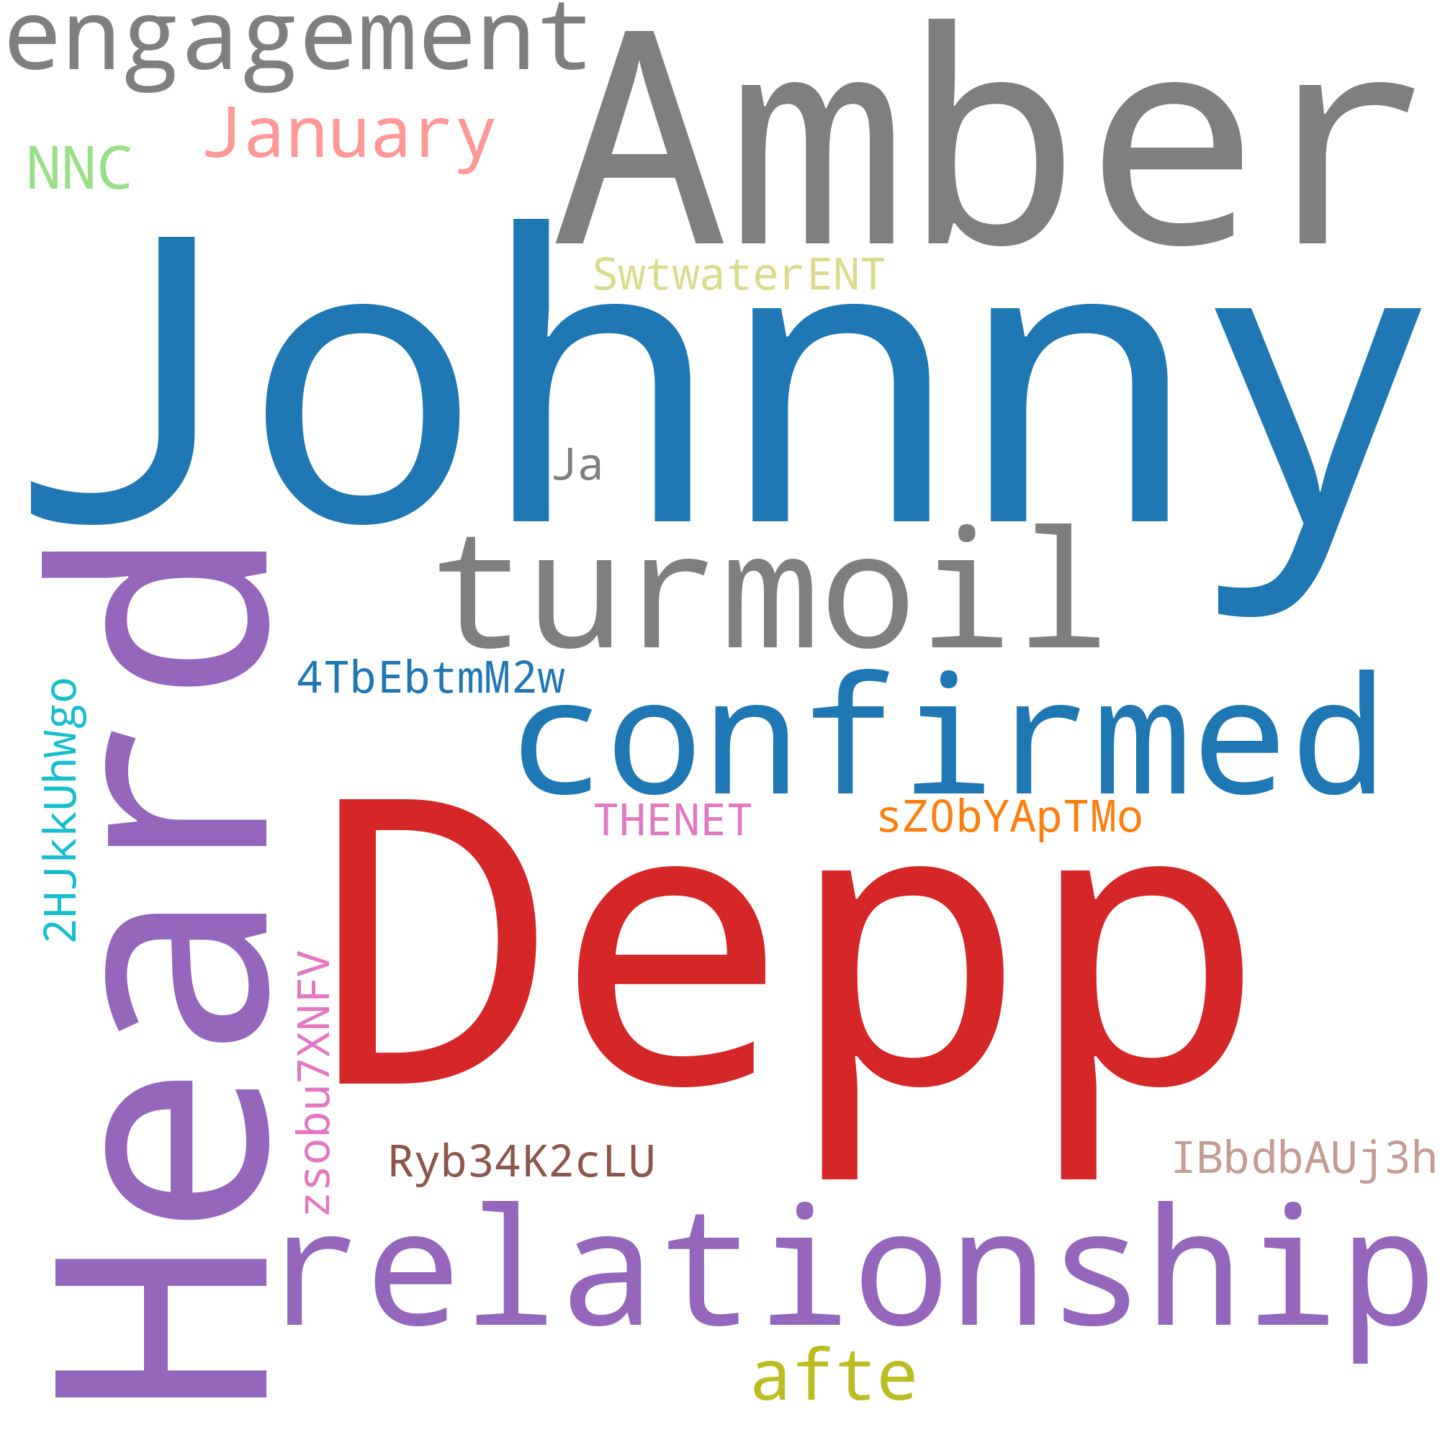 engagement
Amber
January
NNC
SwtwaterENT
Johnny
Ja
turmoil
Heard
4TbEbtmM2w
confirmed
2HJkkUhWgo
THENET
sZ0bYApTMo
Depp
zsobu7XNFV
Ryb34K2cLU
IBbdbAUj3h
relationship
afte